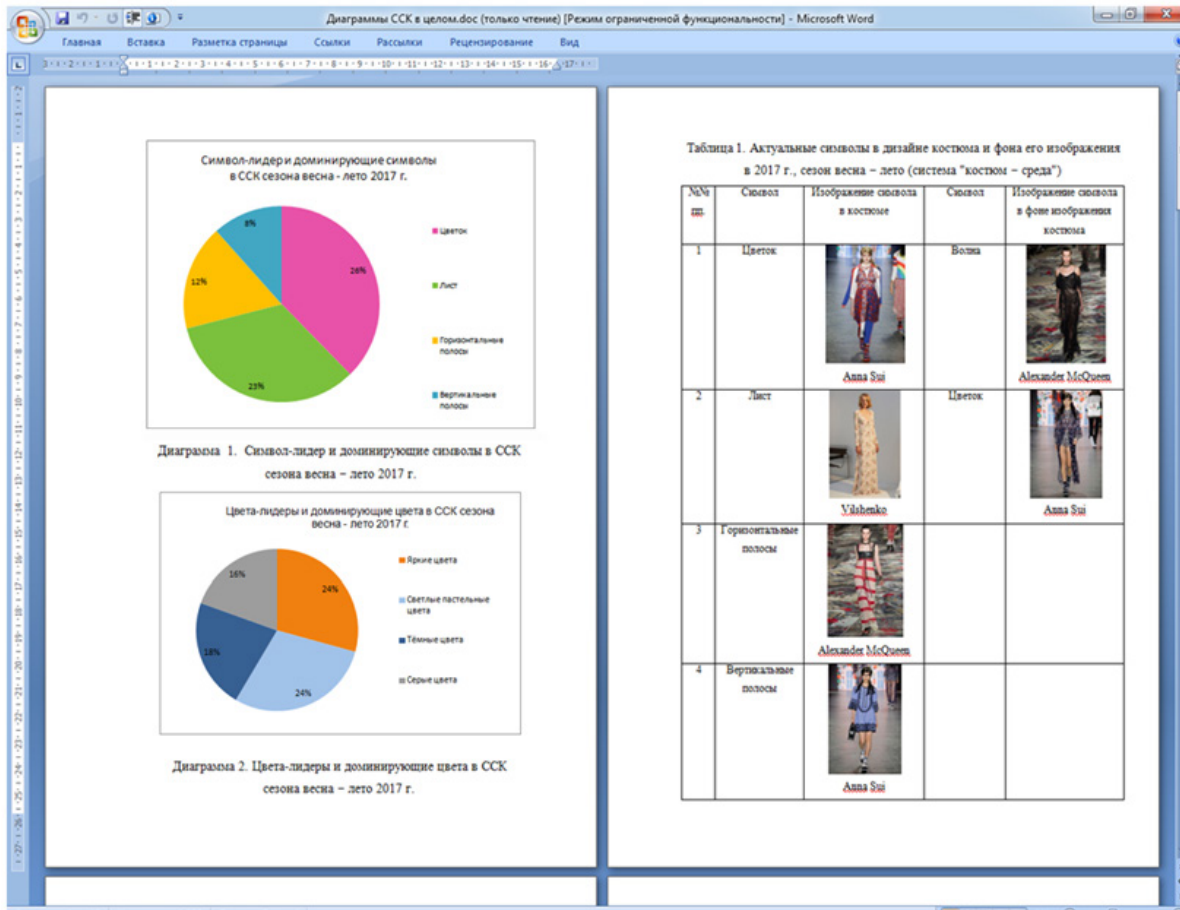 Диаграммы ССК в целом.doc (только чтение) [Режим ограниченной функциональности] - Microsoft Word
Главная Вставка Разметка страницы Ссылки Рассылки Рецензирование Вид
Символ-лидер и доминирующие символы
в ССК сезона весна - лето 2017 г.
8%
26%
12%
23%
Цветок
Лист
Горизонтальные
полосы
Вертикальные
полосы
Диаграмма 1. Символ-лидер и доминирующие символы в ССК
сезона весна – лето 2017 г.
Цвета-лидеры и доминирующие цвета в ССК сезона
весна - лето 2017 г.
16%
24%
18%
24%
Яркие цвета
Светлые пастельные
цвета
Тёмные цвета
Серые цвета
Диаграмма 2. Цвета-лидеры и доминирующие цвета в ССК
сезона весна – лето 2017 г.
Таблица 1. Актуальные символы в дизайне костюма и фона его изображения
в 2017 г., сезон весна – лето (система "костюм – среда")
№№ Символ Изображение символа Символ Изображение символа
пп. в костюме в фоне изображения
костюма
1 Цветок Волна
Anna Sui Alexander McQueen
2 Лист Цветок
Vilshenko Anna Sui
3 Горизонтальные
полосы
Alexander McQueen
4 Вертикальные
полосы
Anna Sui